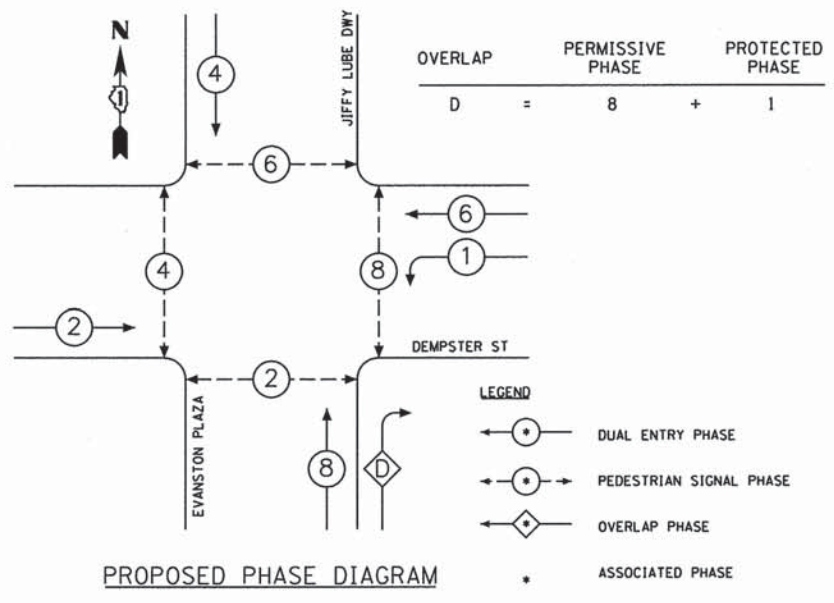 N
1
4
JIFFY LUBE DWY
OVERLAP PERMISSIVE PHASE PROTECTED PHASE
D = 8 + 1
6
6
4
8
1
2
DEMPSTER ST
2
EVANSTON PLAZA
8
D
LEGEND
* DUAL ENTRY PHASE
* PEDESTRIAN SIGNAL PHASE
* OVERLAP PHASE
* ASSOCIATED PHASE
PROPOSED PHASE DIAGRAM